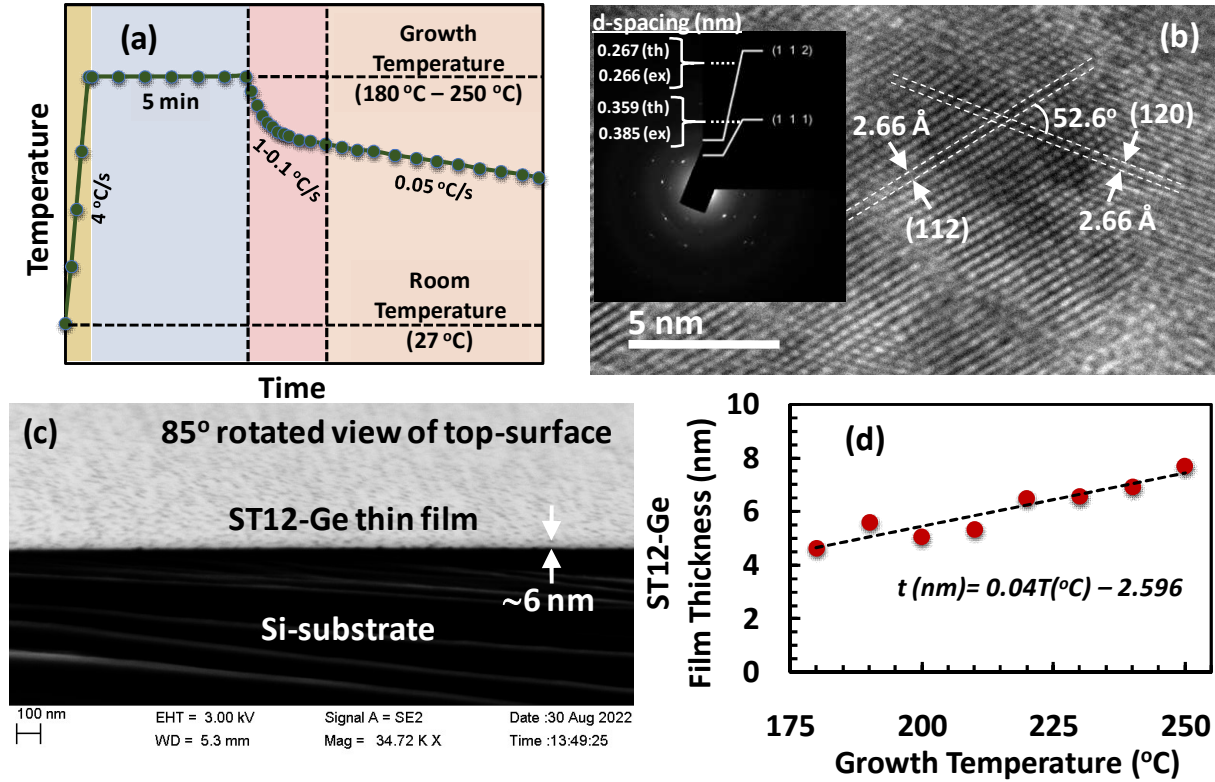 (a)
Growth
Temperature
(180 °C – 250 °C)
5 min
4 °C/s
1-0.1 °C/s
0.05 °C/s
Room
Temperature
(27 °C)
Temperature
Time
(b)
d-spacing (nm)
0.267 (th)
0.266 (ex)
(1 1 2)
0.359 (th)
0.385 (ex)
(1 1 1)
2.66 Å
(112)
52.6°
(120)
2.66 Å
5 nm
(c)
85° rotated view of top-surface
ST12-Ge thin film
~6 nm
Si-substrate
100 nm
EHT = 3.00 kV
Signal A = SE2
Date :30 Aug 2022
WD = 5.3 mm
Mag = 34.72 K X
Time :13:49:25
(d)
ST12-Ge
Film Thickness (nm)
10
8
6
4
2
0
t (nm)= 0.04T(°C) – 2.596
175 200 225 250
Growth Temperature (°C)